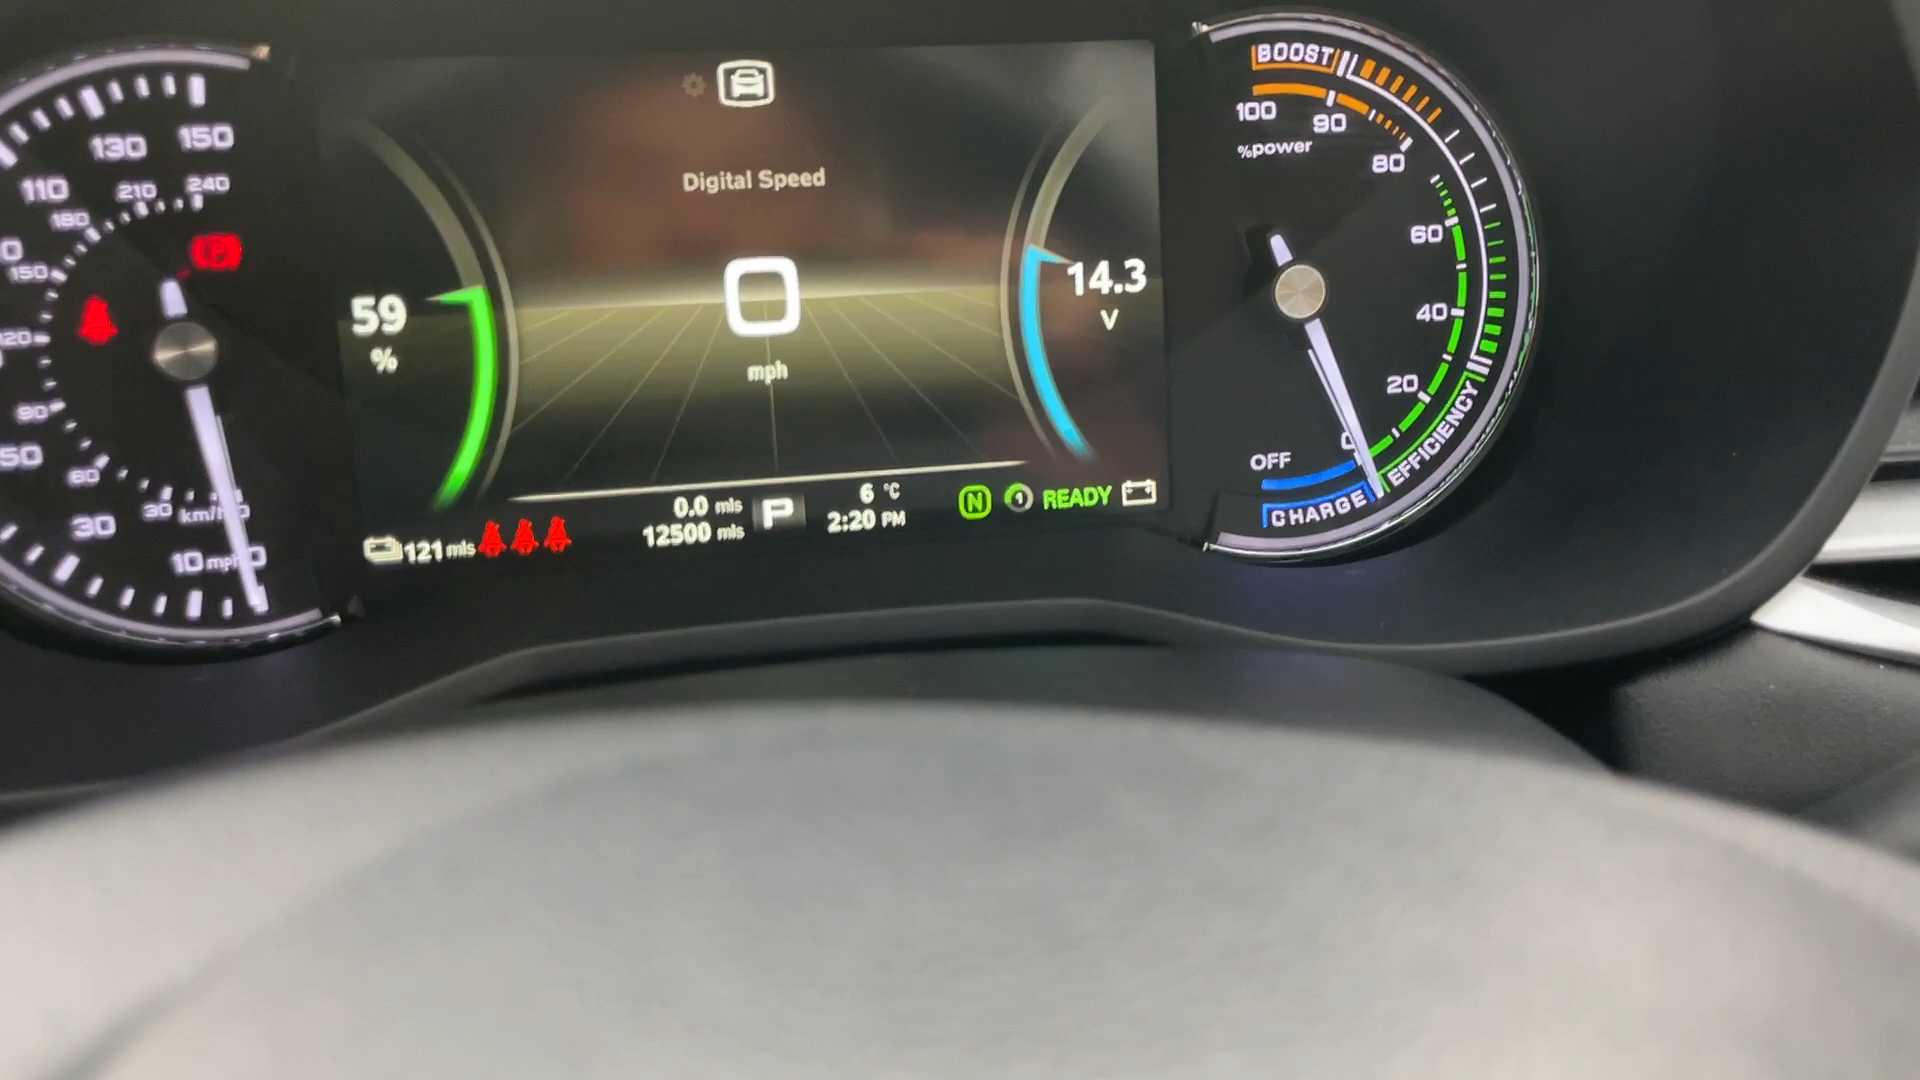 130 150
110
210 240
180
150
120
90
50
60
30
30 km/h
10 mph 0
Digital Speed
59
%
0
mph
14.3
V
121 mls
0.0 mls
12500 mls
P
6 °C
2:20 PM
N
1
READY
BOOST
100
90
%power
80
60
40
20
0
OFF
EFFICIENCY
CHARGE